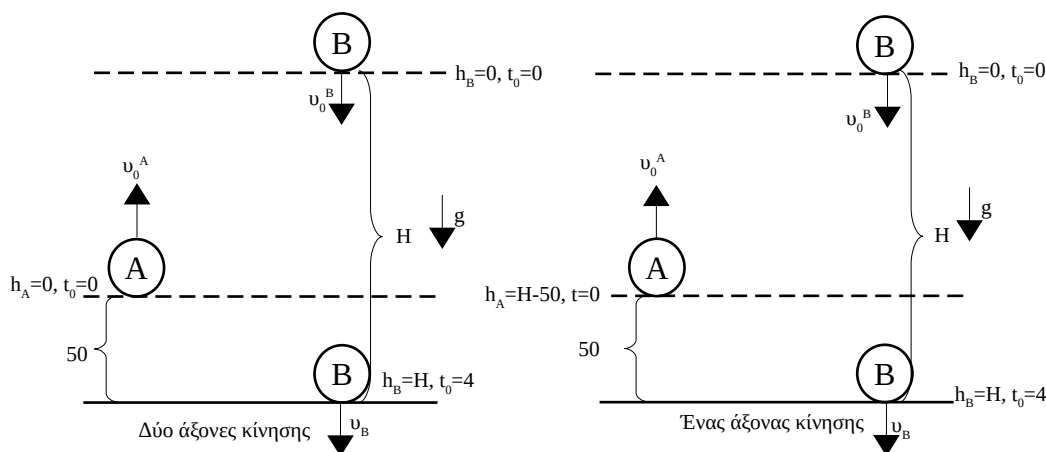 B
h_B=0, t_0=0
υ_0^B
υ_0^A
g
H
A
h_A=0, t_0=0
50
B
h_B=H, t_0=4
υ_B
Δύο άξονες κίνησης
B
h_B=0, t_0=0
υ_0^B
υ_0^A
g
H
A
h_A=H-50, t=0
50
B
h_B=H, t_0=4
υ_B
Ένας άξονας κίνησης